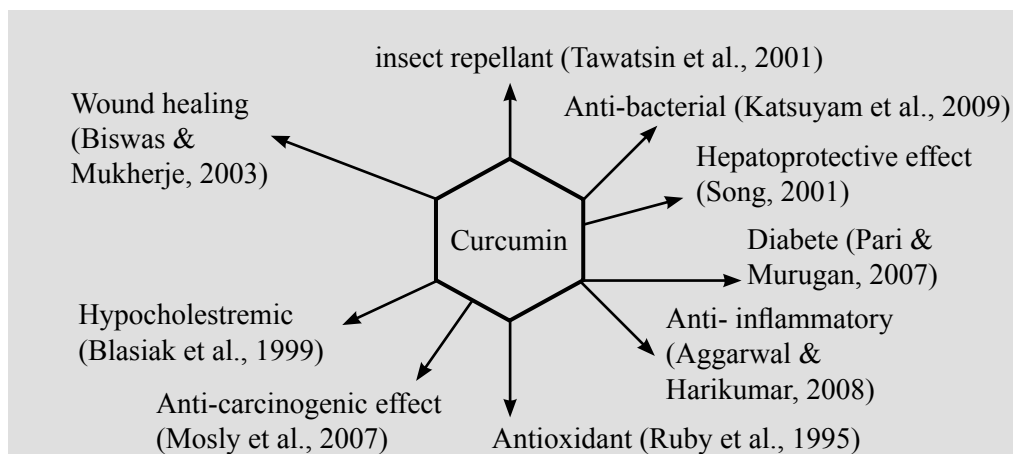 insect repellant (Tawatsin et al., 2001)
Wound healing
(Biswas &
Mukherje, 2003)
Anti-bacterial (Katsuyam et al., 2009)
Hepatoprotective effect
(Song, 2001)
Curcumin
Diabete (Pari &
Murugan, 2007)
Hypocholestremic
(Blasiak et al., 1999)
Anti- inflammatory
(Aggarwal &
Harikumar, 2008)
Anti-carcinogenic effect
(Mosly et al., 2007)
Antioxidant (Ruby et al., 1995)